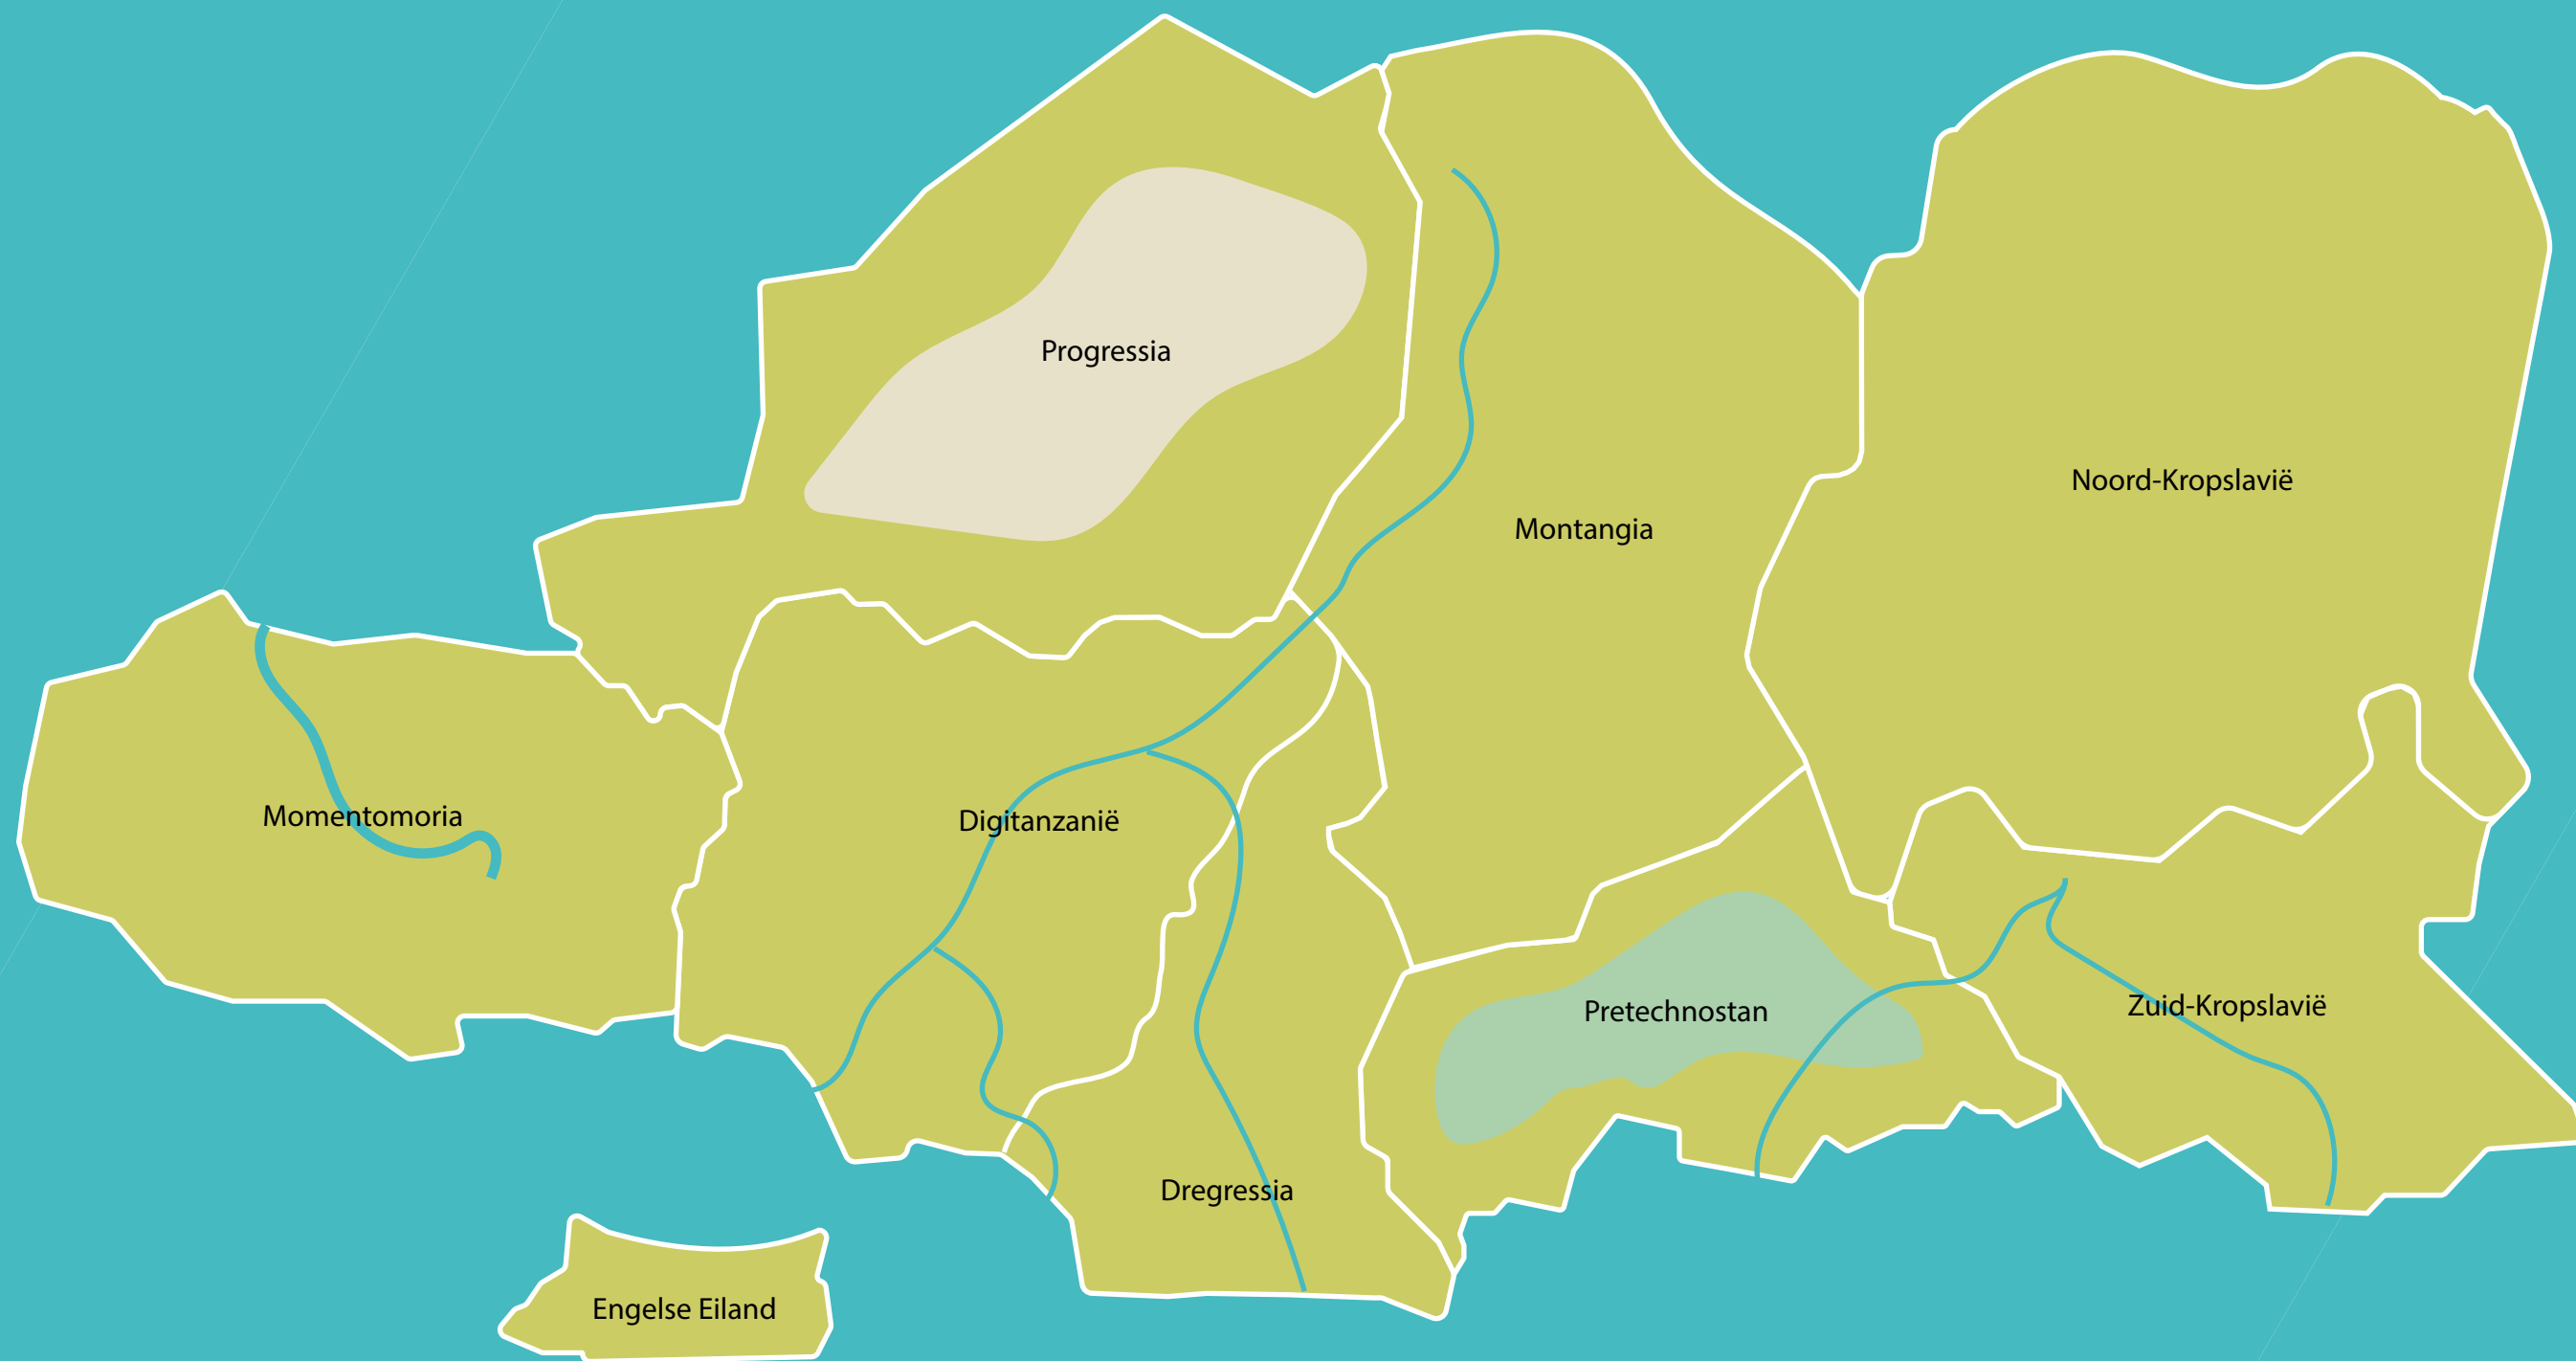 Progressia
Noord-Kropslavië
Montangia
Momentomoria
Digitanzanië
Zuid-Kropslavië
Pretechnostan
Dregressia
Engelse Eiland